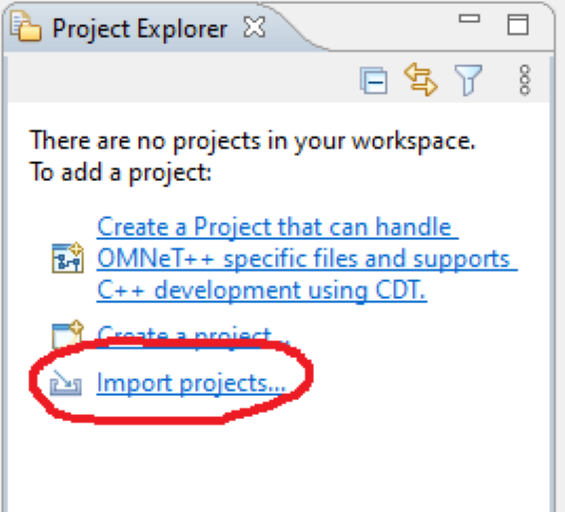 Project Explorer
There are no projects in your workspace.
To add a project:
Create a Project that can handle
OMNeT++ specific files and supports
C++ development using CDT.
Create a project...
Import projects...